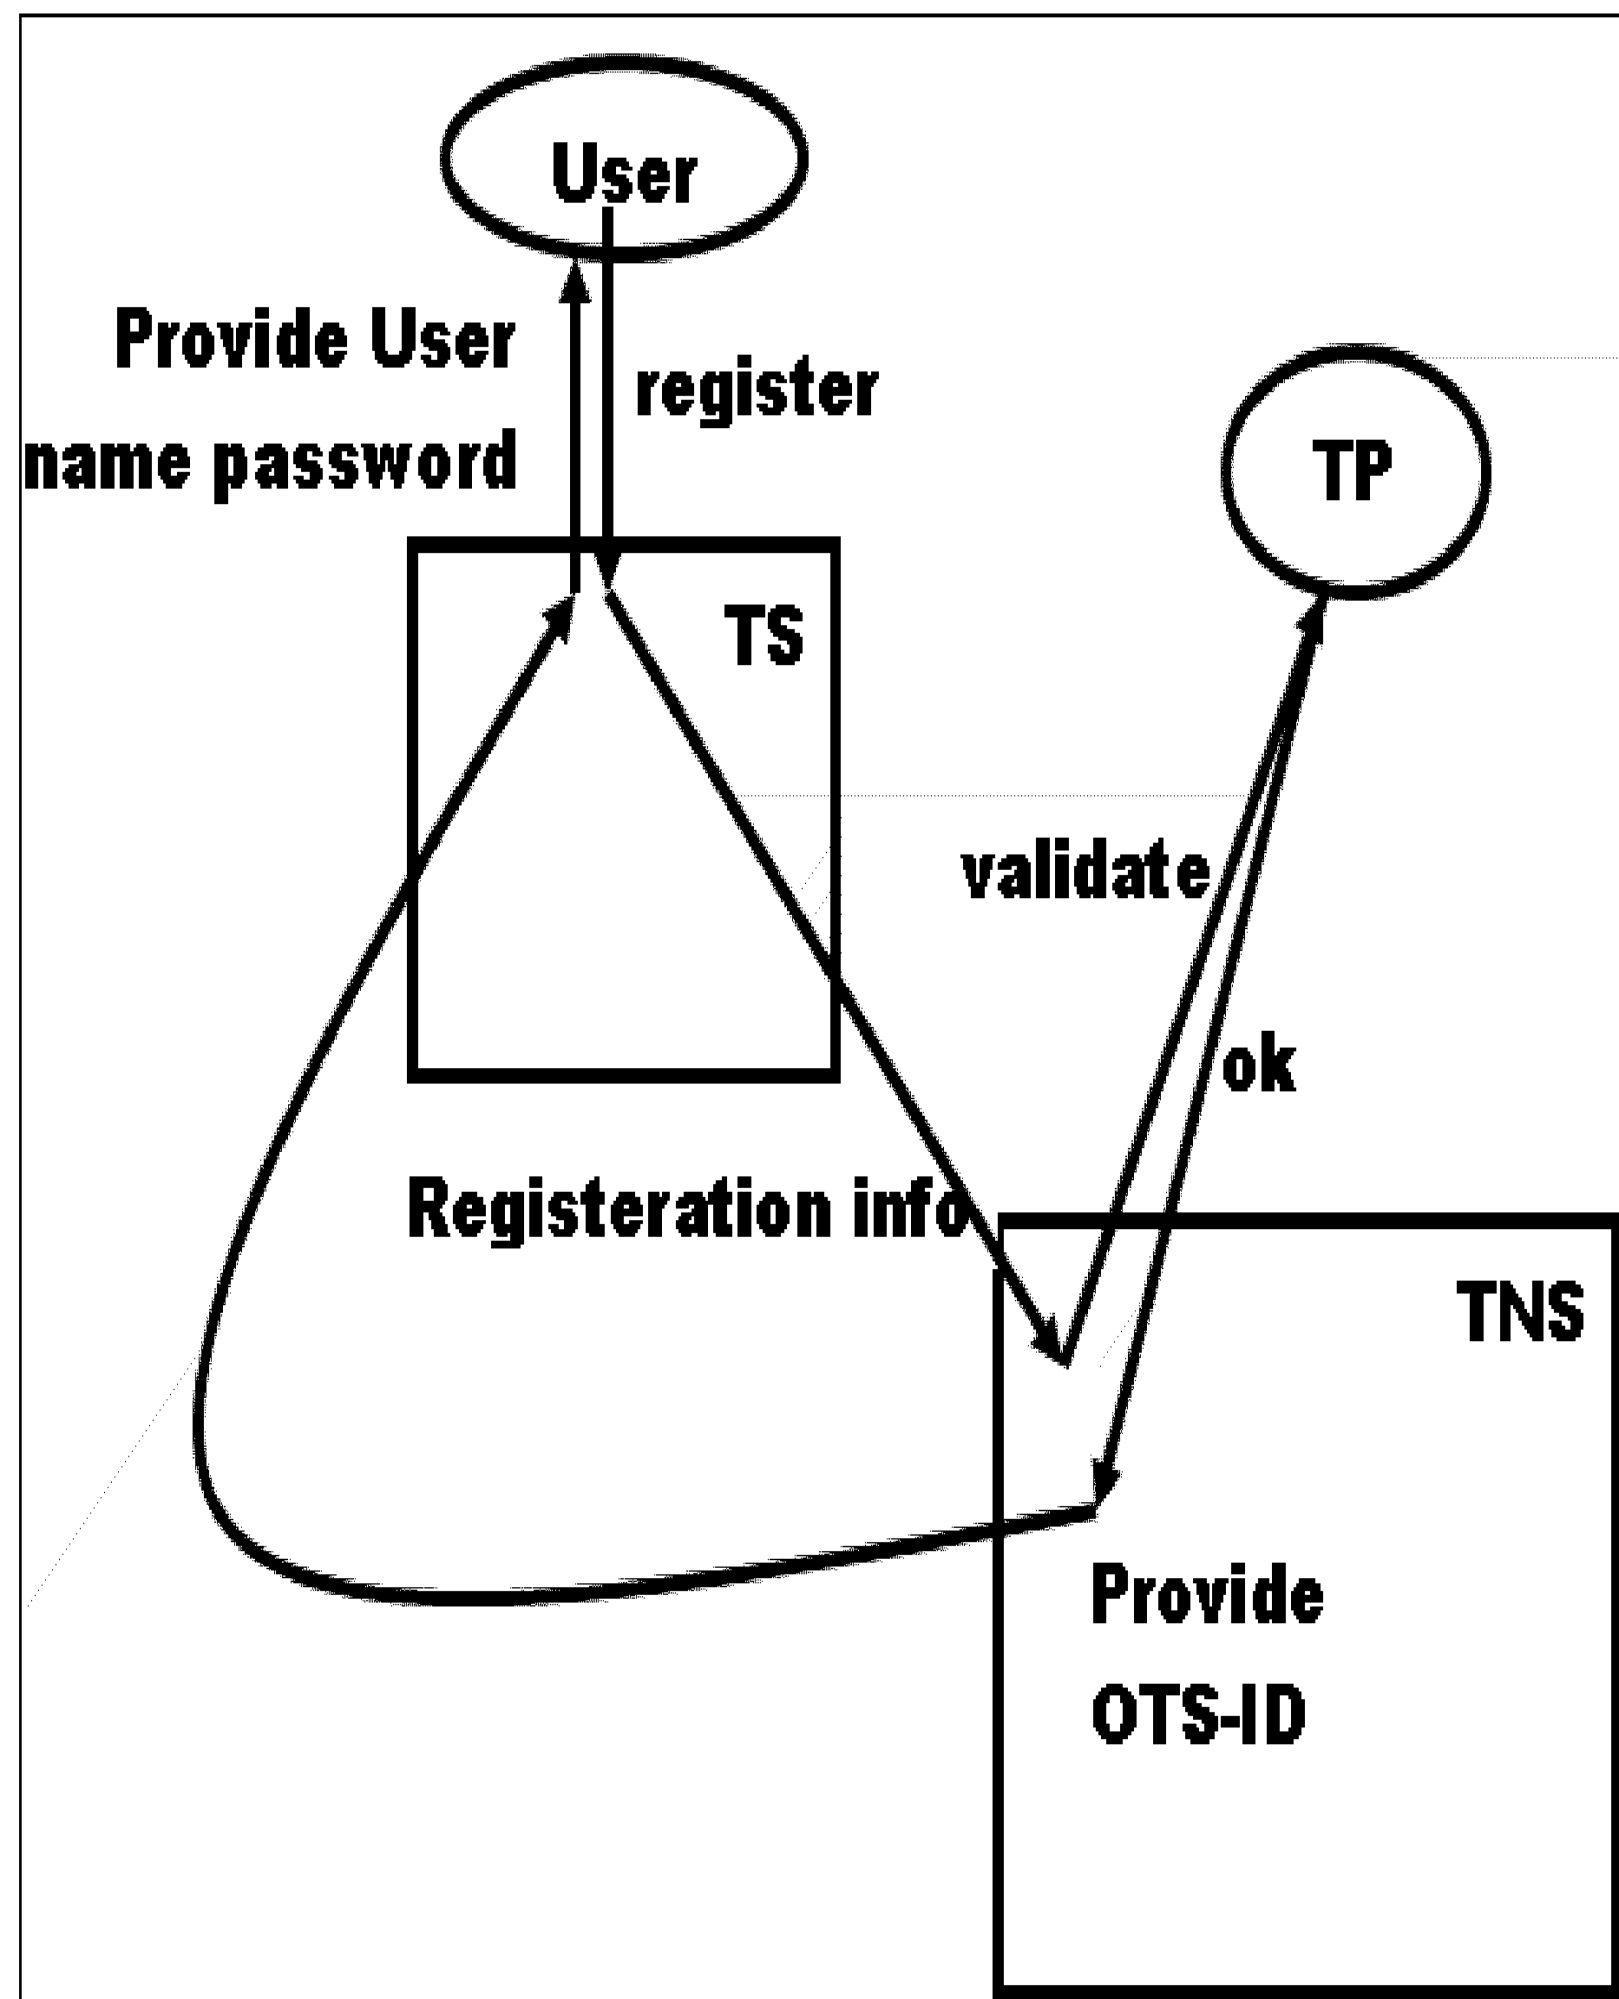 User
Provide User
name password
register
TP
TS
validate
ok
Registeration info
TNS
Provide
OTS-ID